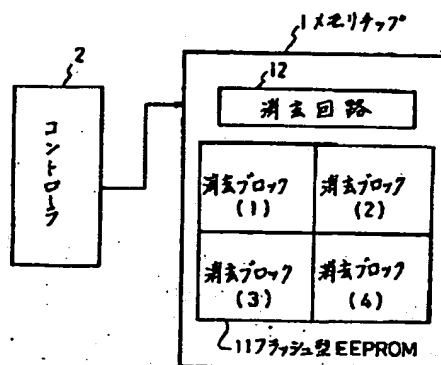 1メモリチップ
2
12
コントローラ
消去回路
消去ブロック
(1)
消去ブロック
(2)
消去ブロック
(3)
消去ブロック
(4)
11フラッシュ型EEPROM